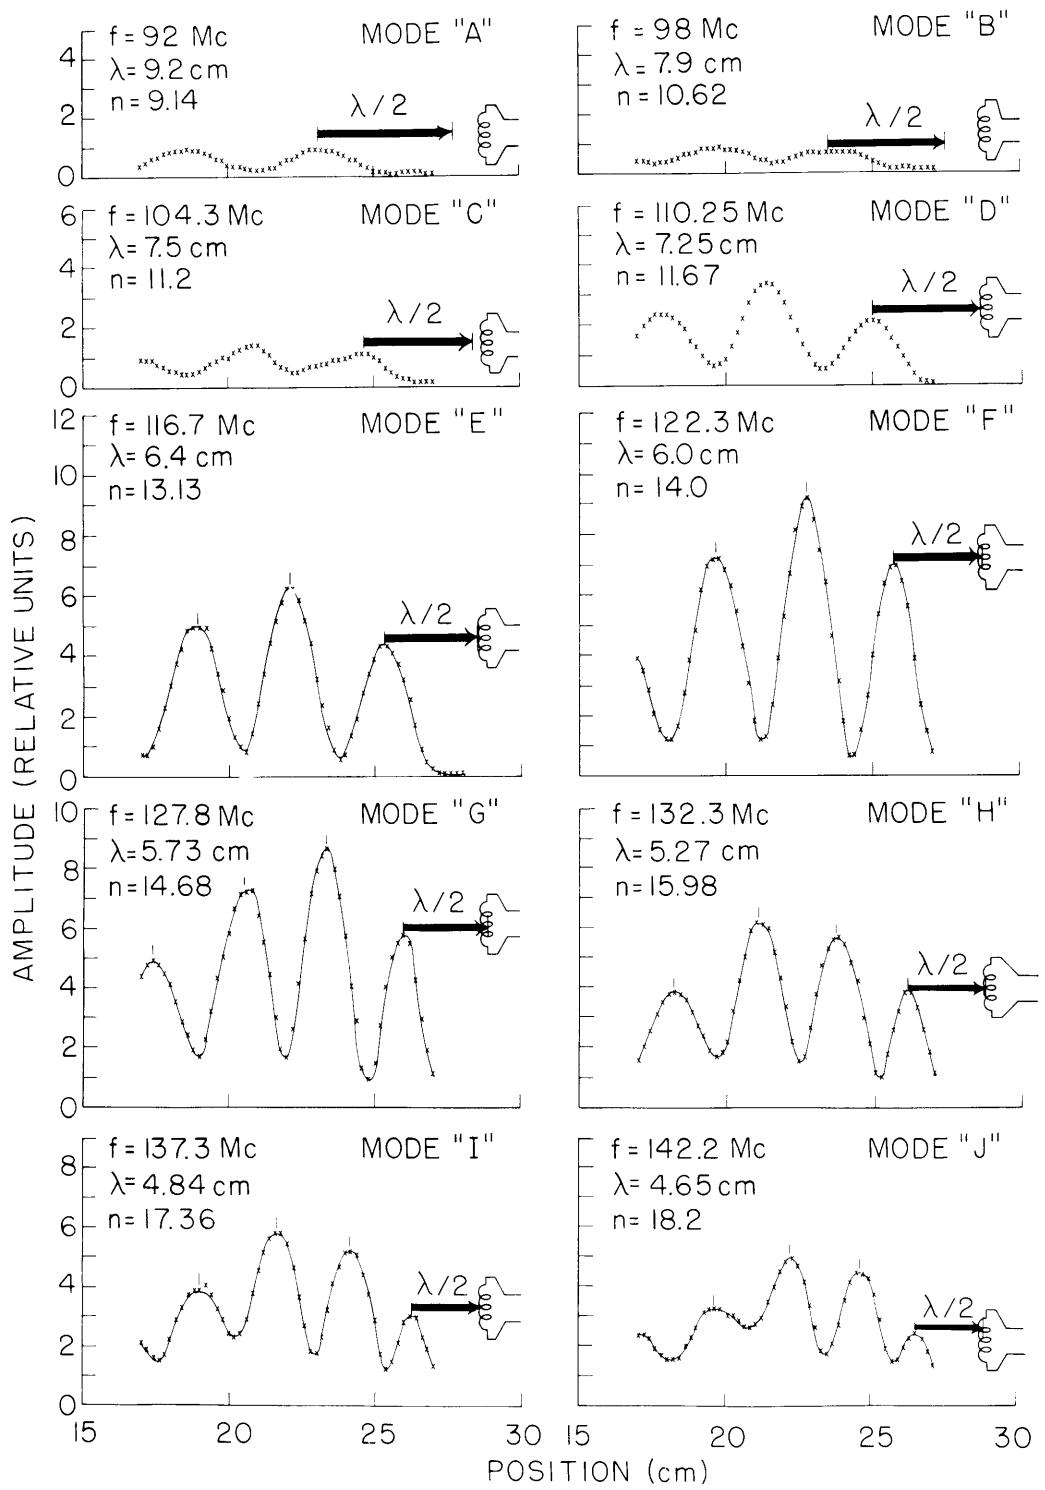 f = 92 Mc
MODE "A"
λ = 9.2 cm
n = 9.14
λ/2
4
2
0
f = 98 Mc
MODE "B"
λ = 7.9 cm
n = 10.62
λ/2
f = 104.3 Mc
MODE "C"
λ = 7.5 cm
n = 11.2
λ/2
6
4
2
0
f = 110.25 Mc
MODE "D"
λ = 7.25 cm
n = 11.67
λ/2
f = 116.7 Mc
MODE "E"
λ = 6.4 cm
n = 13.13
λ/2
12
10
8
6
4
2
0
f = 122.3 Mc
MODE "F"
λ = 6.0 cm
n = 14.0
λ/2
f = 127.8 Mc
MODE "G"
λ = 5.73 cm
n = 14.68
λ/2
10
8
6
4
2
0
f = 132.3 Mc
MODE "H"
λ = 5.27 cm
n = 15.98
λ/2
f = 137.3 Mc
MODE "I"
λ = 4.84 cm
n = 17.36
λ/2
8
6
4
2
0
f = 142.2 Mc
MODE "J"
λ = 4.65 cm
n = 18.2
λ/2
15 20 25 30
15 20 25 30
POSITION (cm)
AMPLITUDE (RELATIVE UNITS)